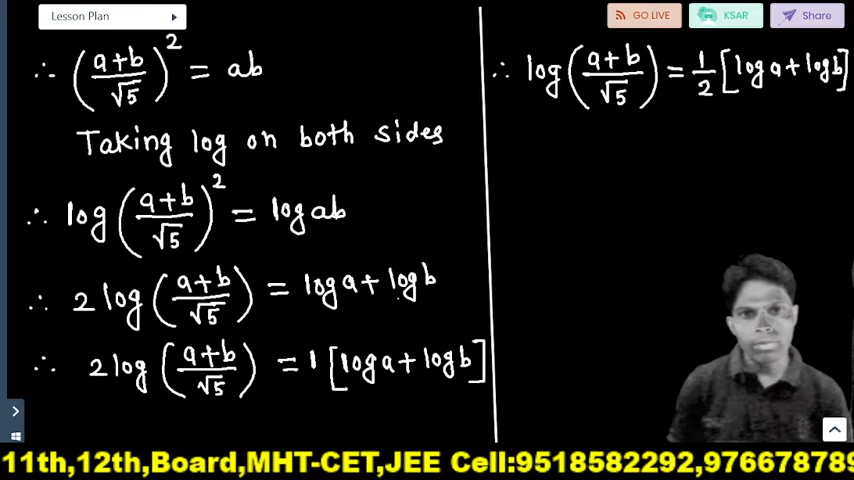 Lesson Plan
GO LIVE
KSAR
Share
∴ ((a+b)/√5)² = ab
Taking log on both sides
∴ log((a+b)/√5)² = log ab
∴ 2 log((a+b)/√5) = log a + log b
∴ 2 log((a+b)/√5) = 1 [log a + log b]
∴ log((a+b)/√5) = 1/2 [log a + log b]
11th,12th,Board,MHT-CET,JEE Cell:9518582292,976678789